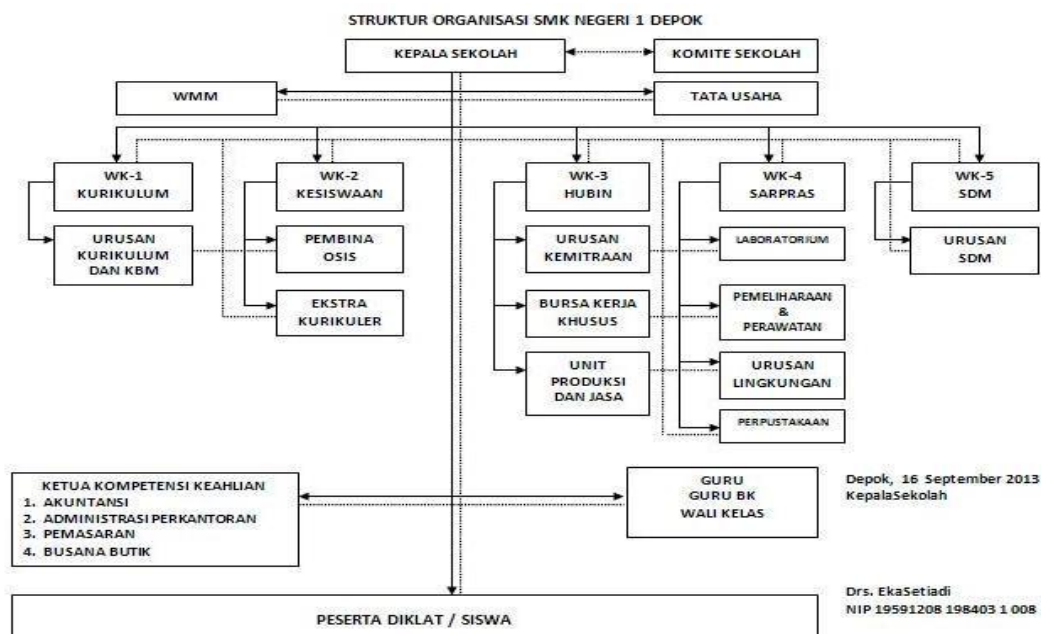 STRUKTUR ORGANISASI SMK NEGERI 1 DEPOK
KEPALA SEKOLAH
KOMITE SEKOLAH
WMM
TATA USAHA
WK-1
KURIKULUM
WK-2
KESISWAAN
WK-3
HUBIN
WK-4
SARPRAS
WK-5
SDM
URUSAN
KURIKULUM
DAN KBM
PEMBINA
OSIS
URUSAN
KEMITRAAN
LABORATORIUM
URUSAN
SDM
EKSTRA
KURIKULER
BURSA KERJA
KHUSUS
PEMELIHARAAN
&
PERAWATAN
UNIT
PRODUKSI
DAN JASA
URUSAN
LINGKUNGAN
PERPUSTAKAAN
KETUA KOMPETENSI KEAHLIAN
1. AKUNTANSI
2. ADMINISTRASI PERKANTORAN
3. PEMASARAN
4. BUSANA BUTIK
GURU
GURU BK
WALI KELAS
Depok, 16 September 2013
KepalaSekolah
Drs. EkaSetiadi
NIP 19591208 198403 1 008
PESERTA DIKLAT / SISWA